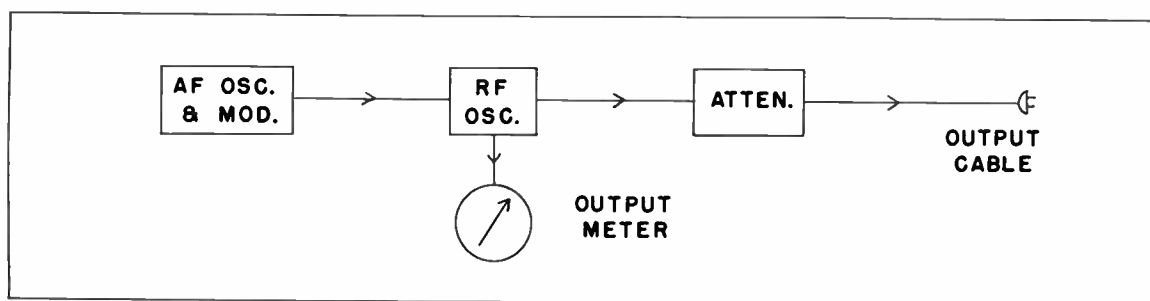 AF OSC.
& MOD.
RF
OSC.
ATTEN.
OUTPUT
CABLE
OUTPUT
METER